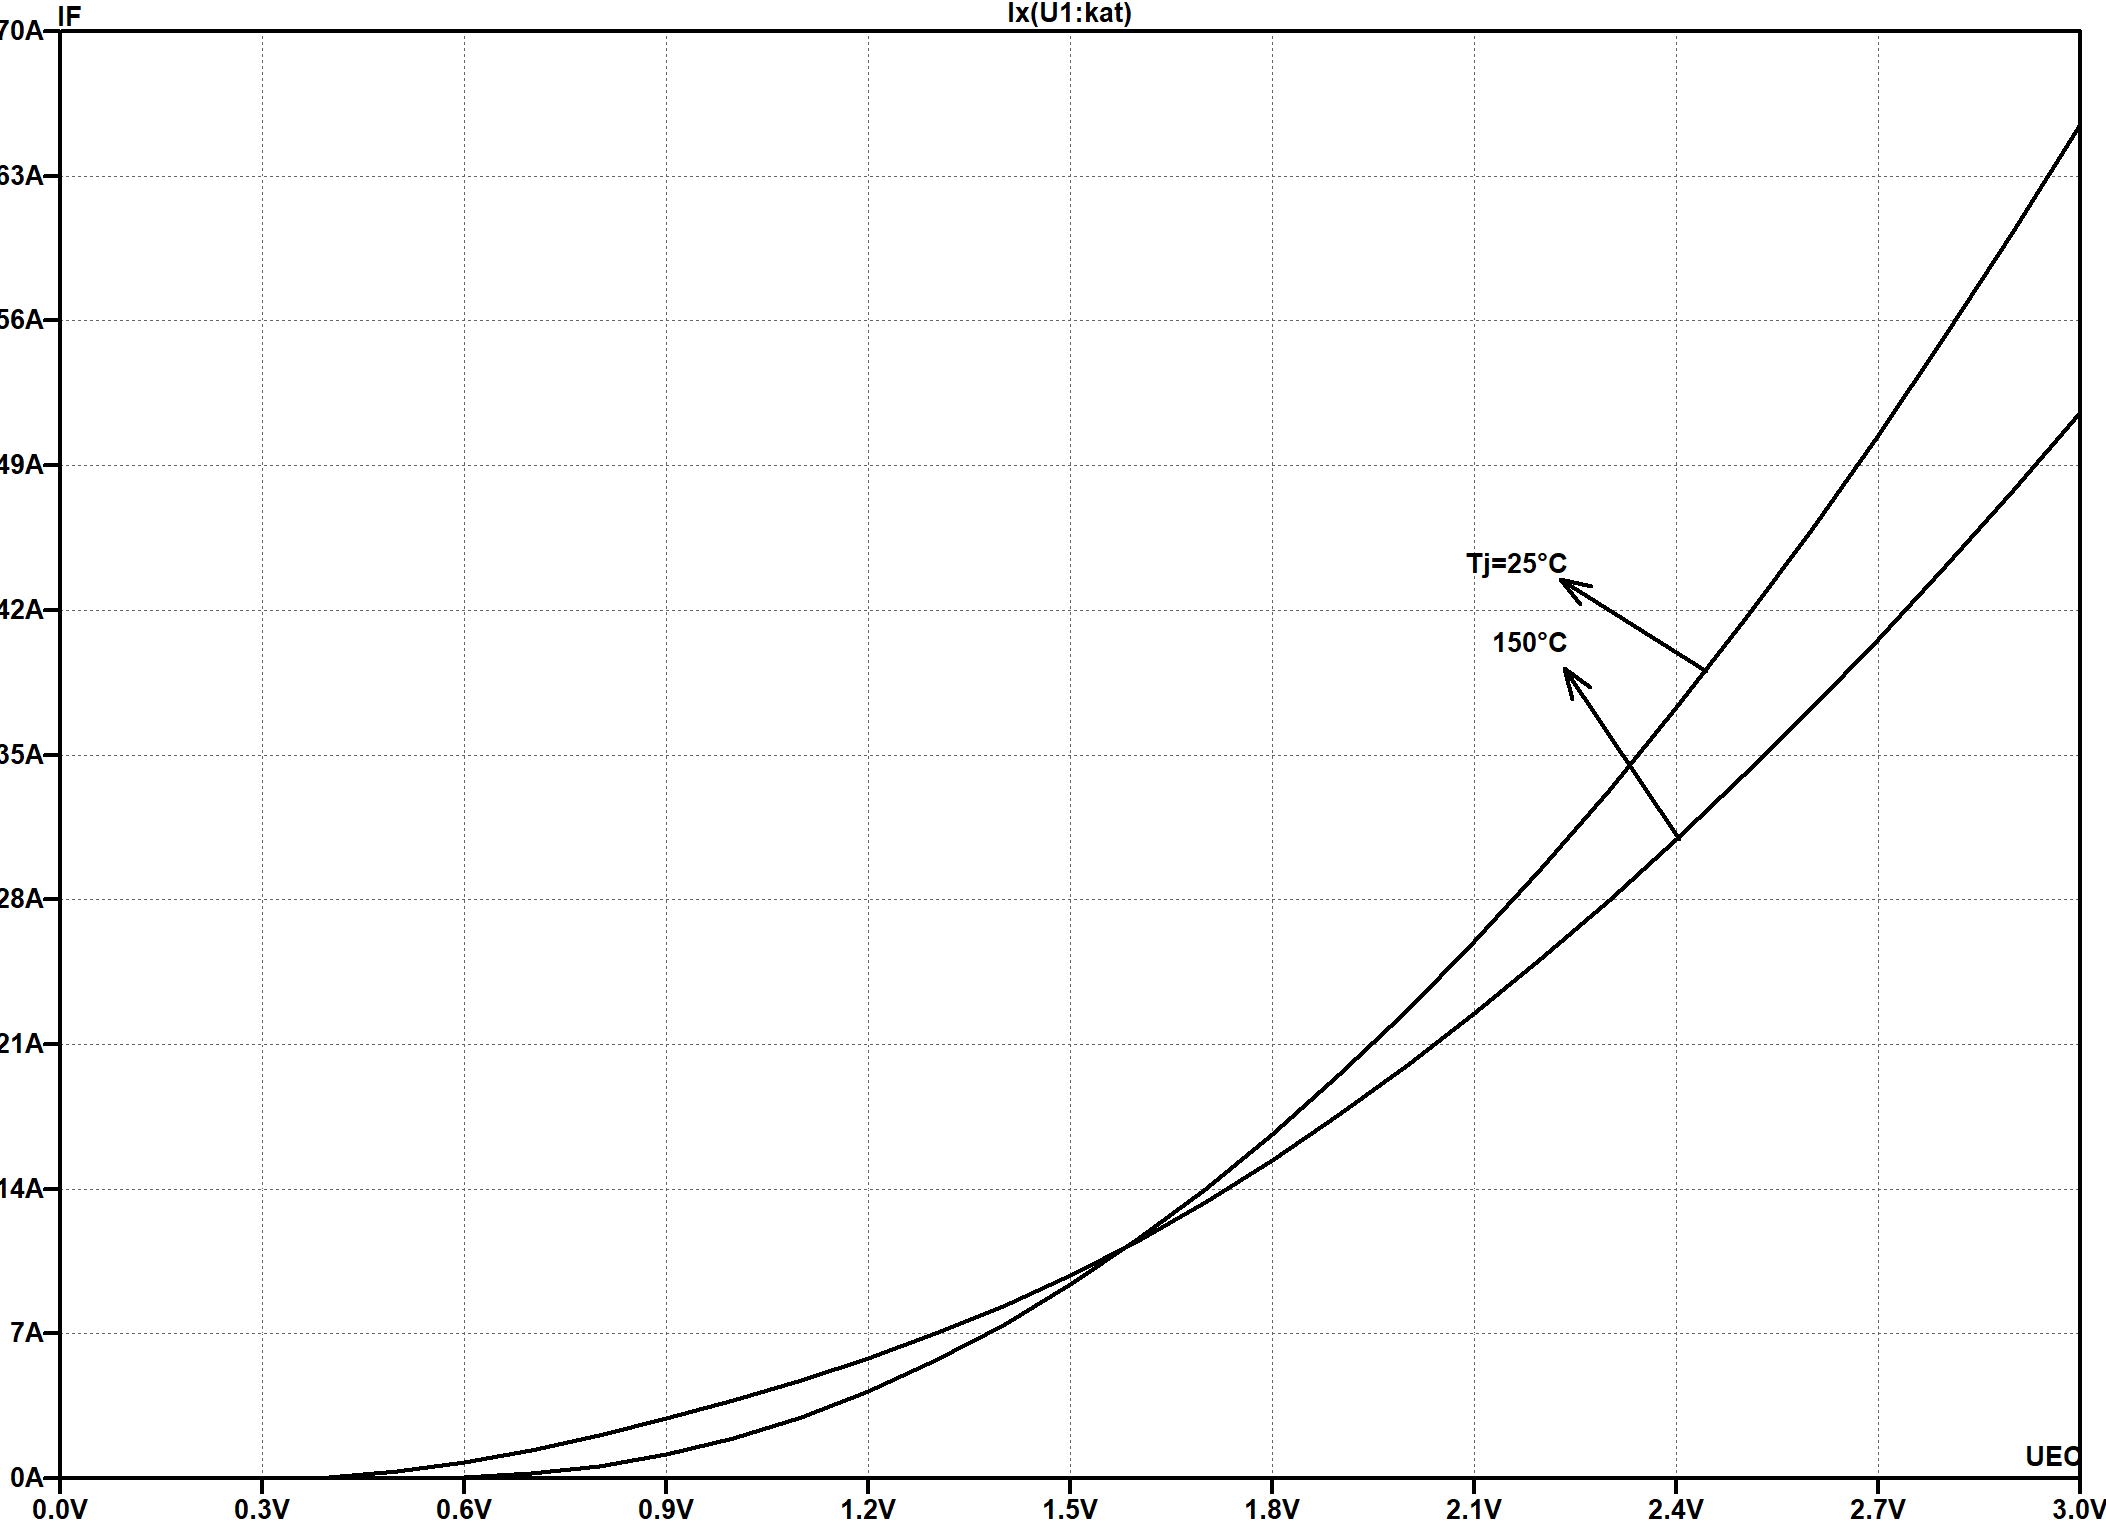 IF
Ix(U1:kat)
70A
63A
56A
49A
42A
35A
28A
21A
14A
7A
0A
Tj=25°C
150°C
UEC
0.0V 0.3V 0.6V 0.9V 1.2V 1.5V 1.8V 2.1V 2.4V 2.7V 3.0V